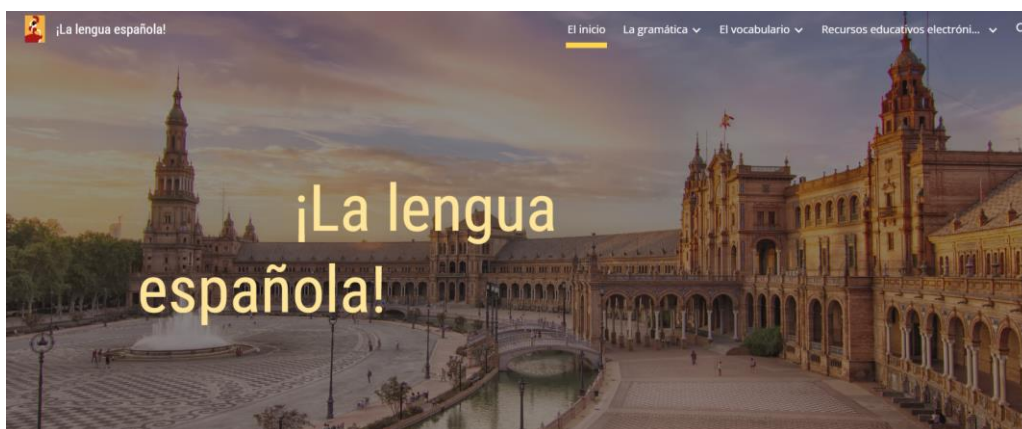 ¡La lengua española!
El inicio La gramática El vocabulario Recursos educativos electróni...
¡La lengua
española!